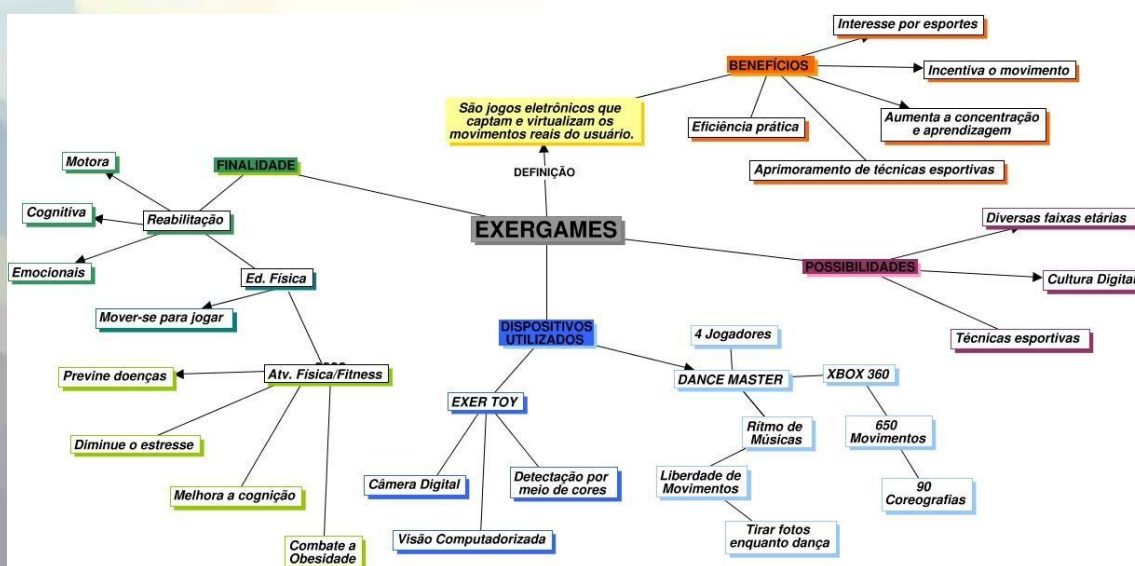 EXERGAMES
DEFINIÇÃO
São jogos eletrônicos que
captam e virtualizam os
movimentos reais do usuário.
BENEFÍCIOS
Interesse por esportes
Incentiva o movimento
Aumenta a concentração
e aprendizagem
Aprimoramento de técnicas esportivas
Eficiência prática
POSSIBILIDADES
Diversas faixas etárias
Cultura Digital
Técnicas esportivas
DISPOSITIVOS
UTILIZADOS
DANCE MASTER
4 Jogadores
XBOX 360
650
Movimentos
90
Coreografias
Rítmo de
Músicas
Liberdade de
Movimentos
Tirar fotos
enquanto dança
EXER TOY
Câmera Digital
Visão Computadorizada
Detectação por
meio de cores
FINALIDADE
Reabilitação
Motora
Cognitiva
Emocionais
Ed. Física
Mover-se para jogar
Atv. Física/Fitness
Previne doenças
Diminue o estresse
Melhora a cognição
Combate a
Obesidade